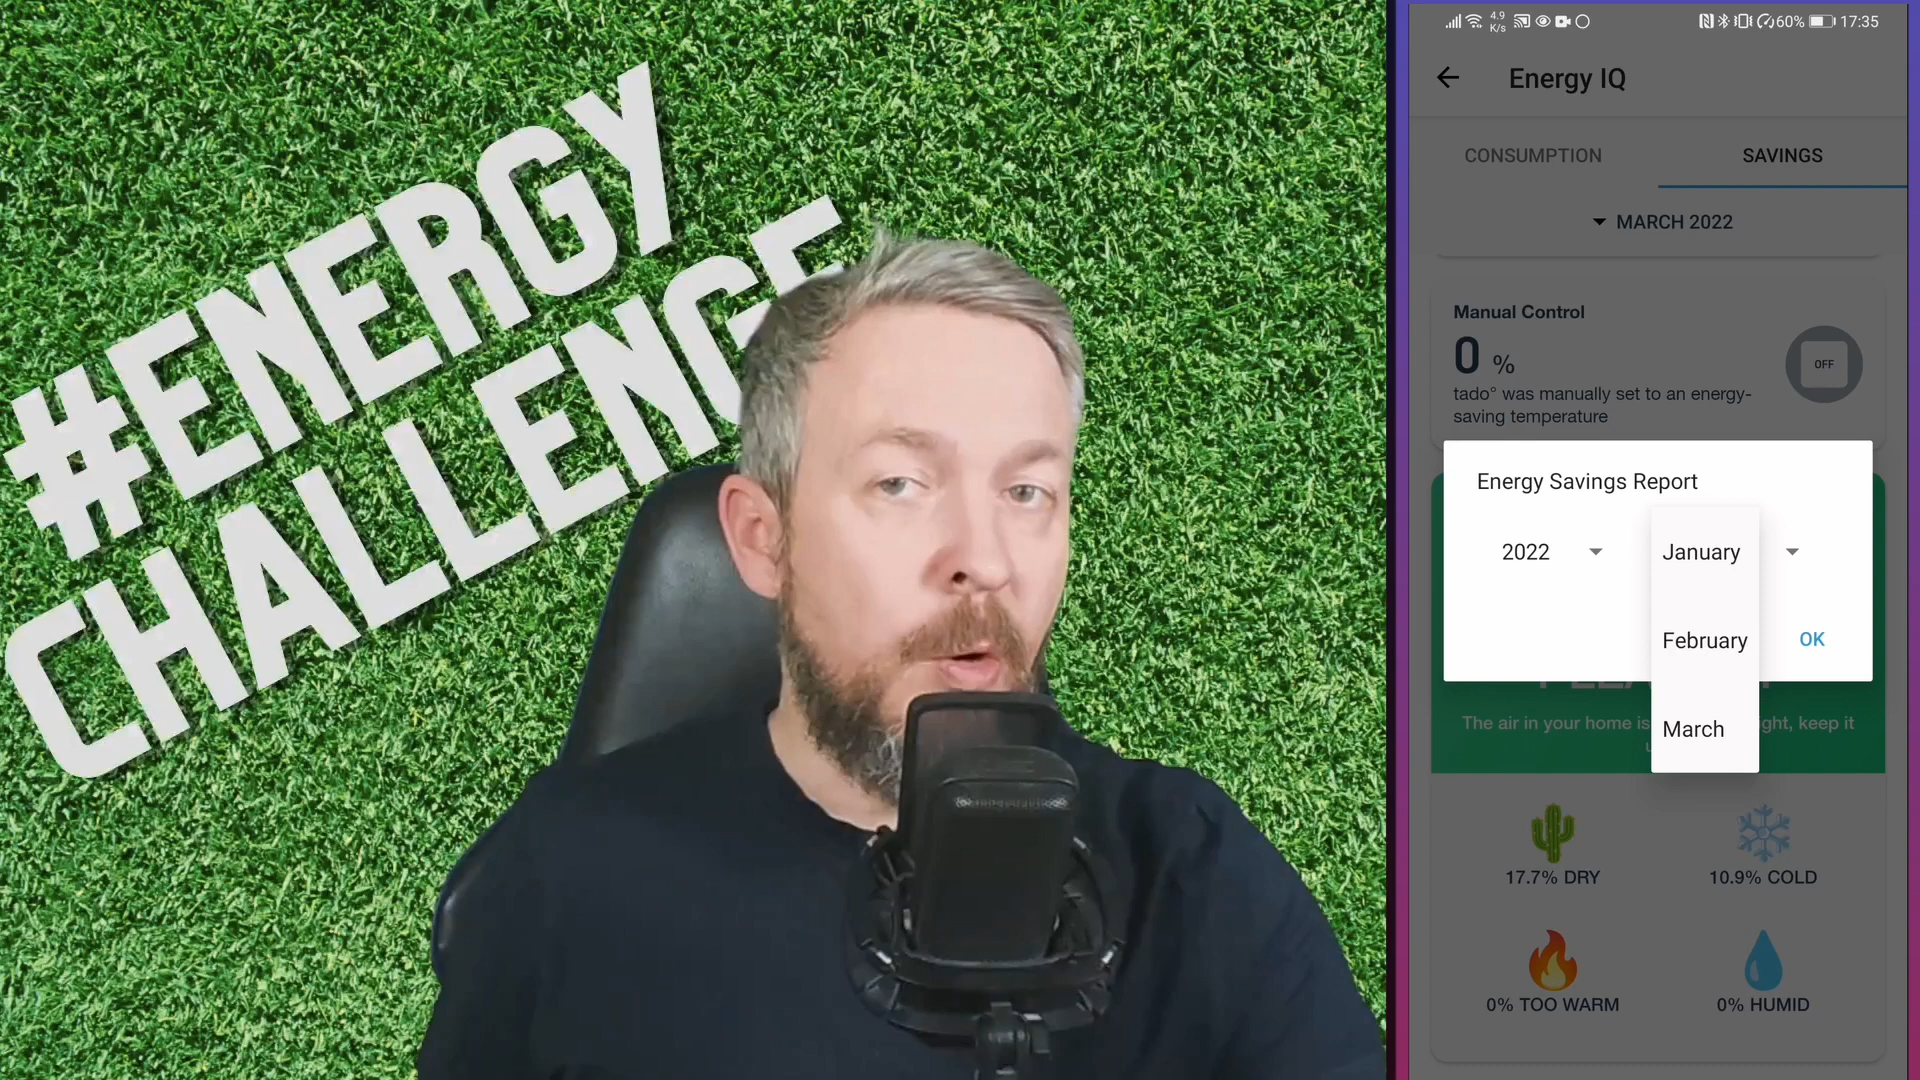 #ENERGY
CHALLENGE
4.9
K/s
60%
17:35
Energy IQ
CONSUMPTION
SAVINGS
MARCH 2022
Manual Control
0 %
OFF
tado° was manually set to an energy-
saving temperature
Energy Savings Report
2022
January
February
OK
March
The air in your home is
ght, keep it
17.7% DRY
10.9% COLD
0% TOO WARM
0% HUMID